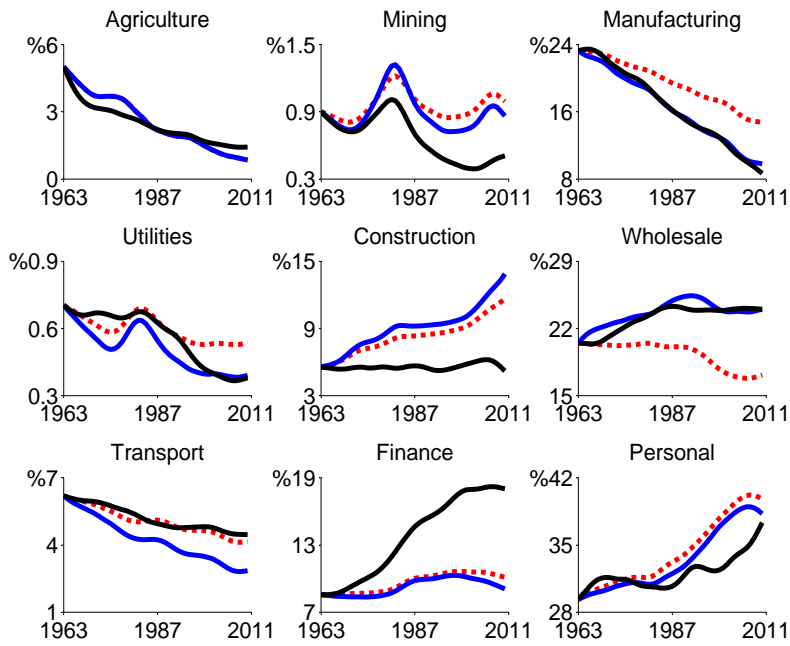 Agriculture
%6
3
0
1963 1987 2011
Mining
%1.5
0.9
0.3
1963 1987 2011
Manufacturing
%24
16
8
1963 1987 2011
Utilities
%0.9
0.6
0.3
1963 1987 2011
Construction
%15
9
3
1963 1987 2011
Wholesale
%29
22
15
1963 1987 2011
Transport
%7
4
1
1963 1987 2011
Finance
%19
13
7
1963 1987 2011
Personal
%42
35
28
1963 1987 2011